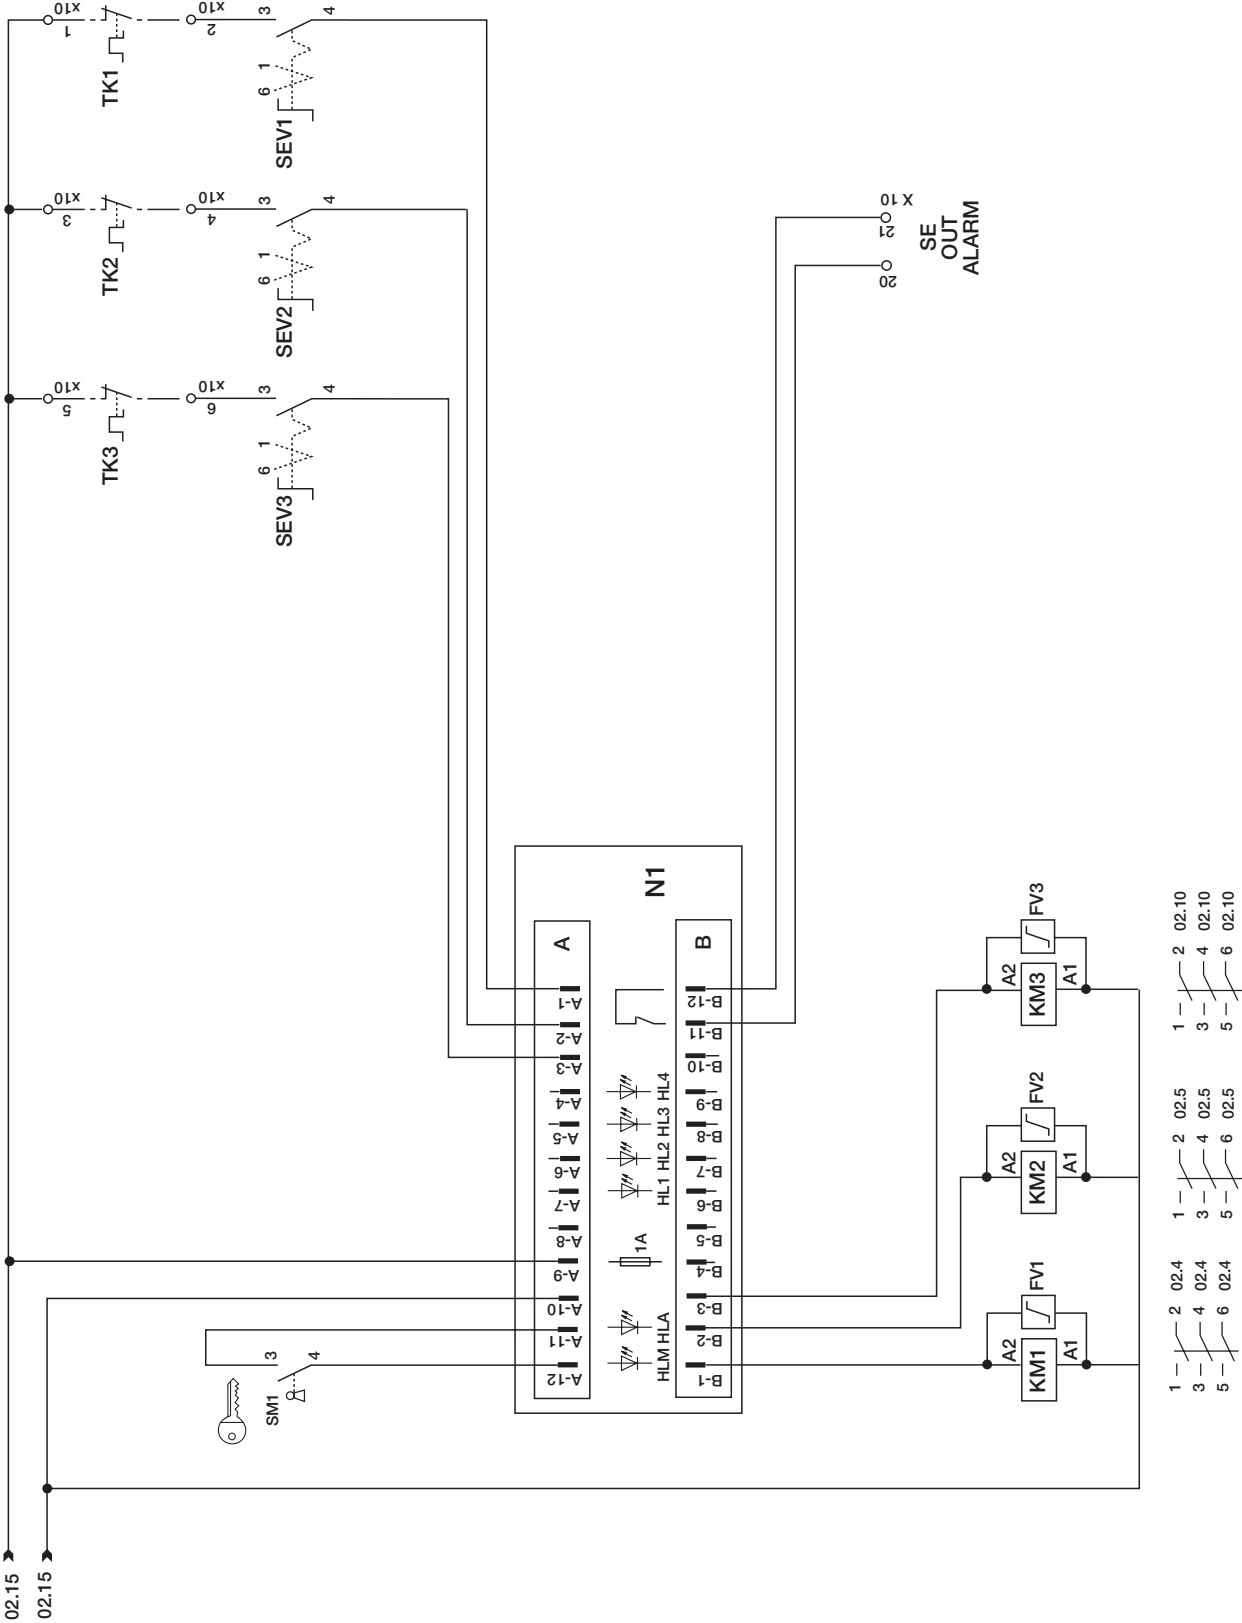 x10
1
TK1
x10
2
3
4
1
6
SEV1
x10
3
TK2
x10
4
3
4
1
6
SEV2
x10
5
TK3
x10
6
3
4
1
6
SEV3
X 10
21
20
SE
OUT
ALARM
N1
A
A-1
A-2
A-3
A-4
A-5
A-6
A-7
A-8
A-9
A-10
A-11
A-12
HL4
HL3
HL2
HL1
1A
HLA
HLM
B
B-12
B-11
B-10
B-9
B-8
B-7
B-6
B-5
B-4
B-3
B-2
B-1
3
4
SM1
FV3
A2
KM3
A1
FV2
A2
KM2
A1
FV1
A2
KM1
A1
1 2 02.10
3 4 02.10
5 6 02.10
1 2 02.5
3 4 02.5
5 6 02.5
1 2 02.4
3 4 02.4
5 6 02.4
02.15
02.15